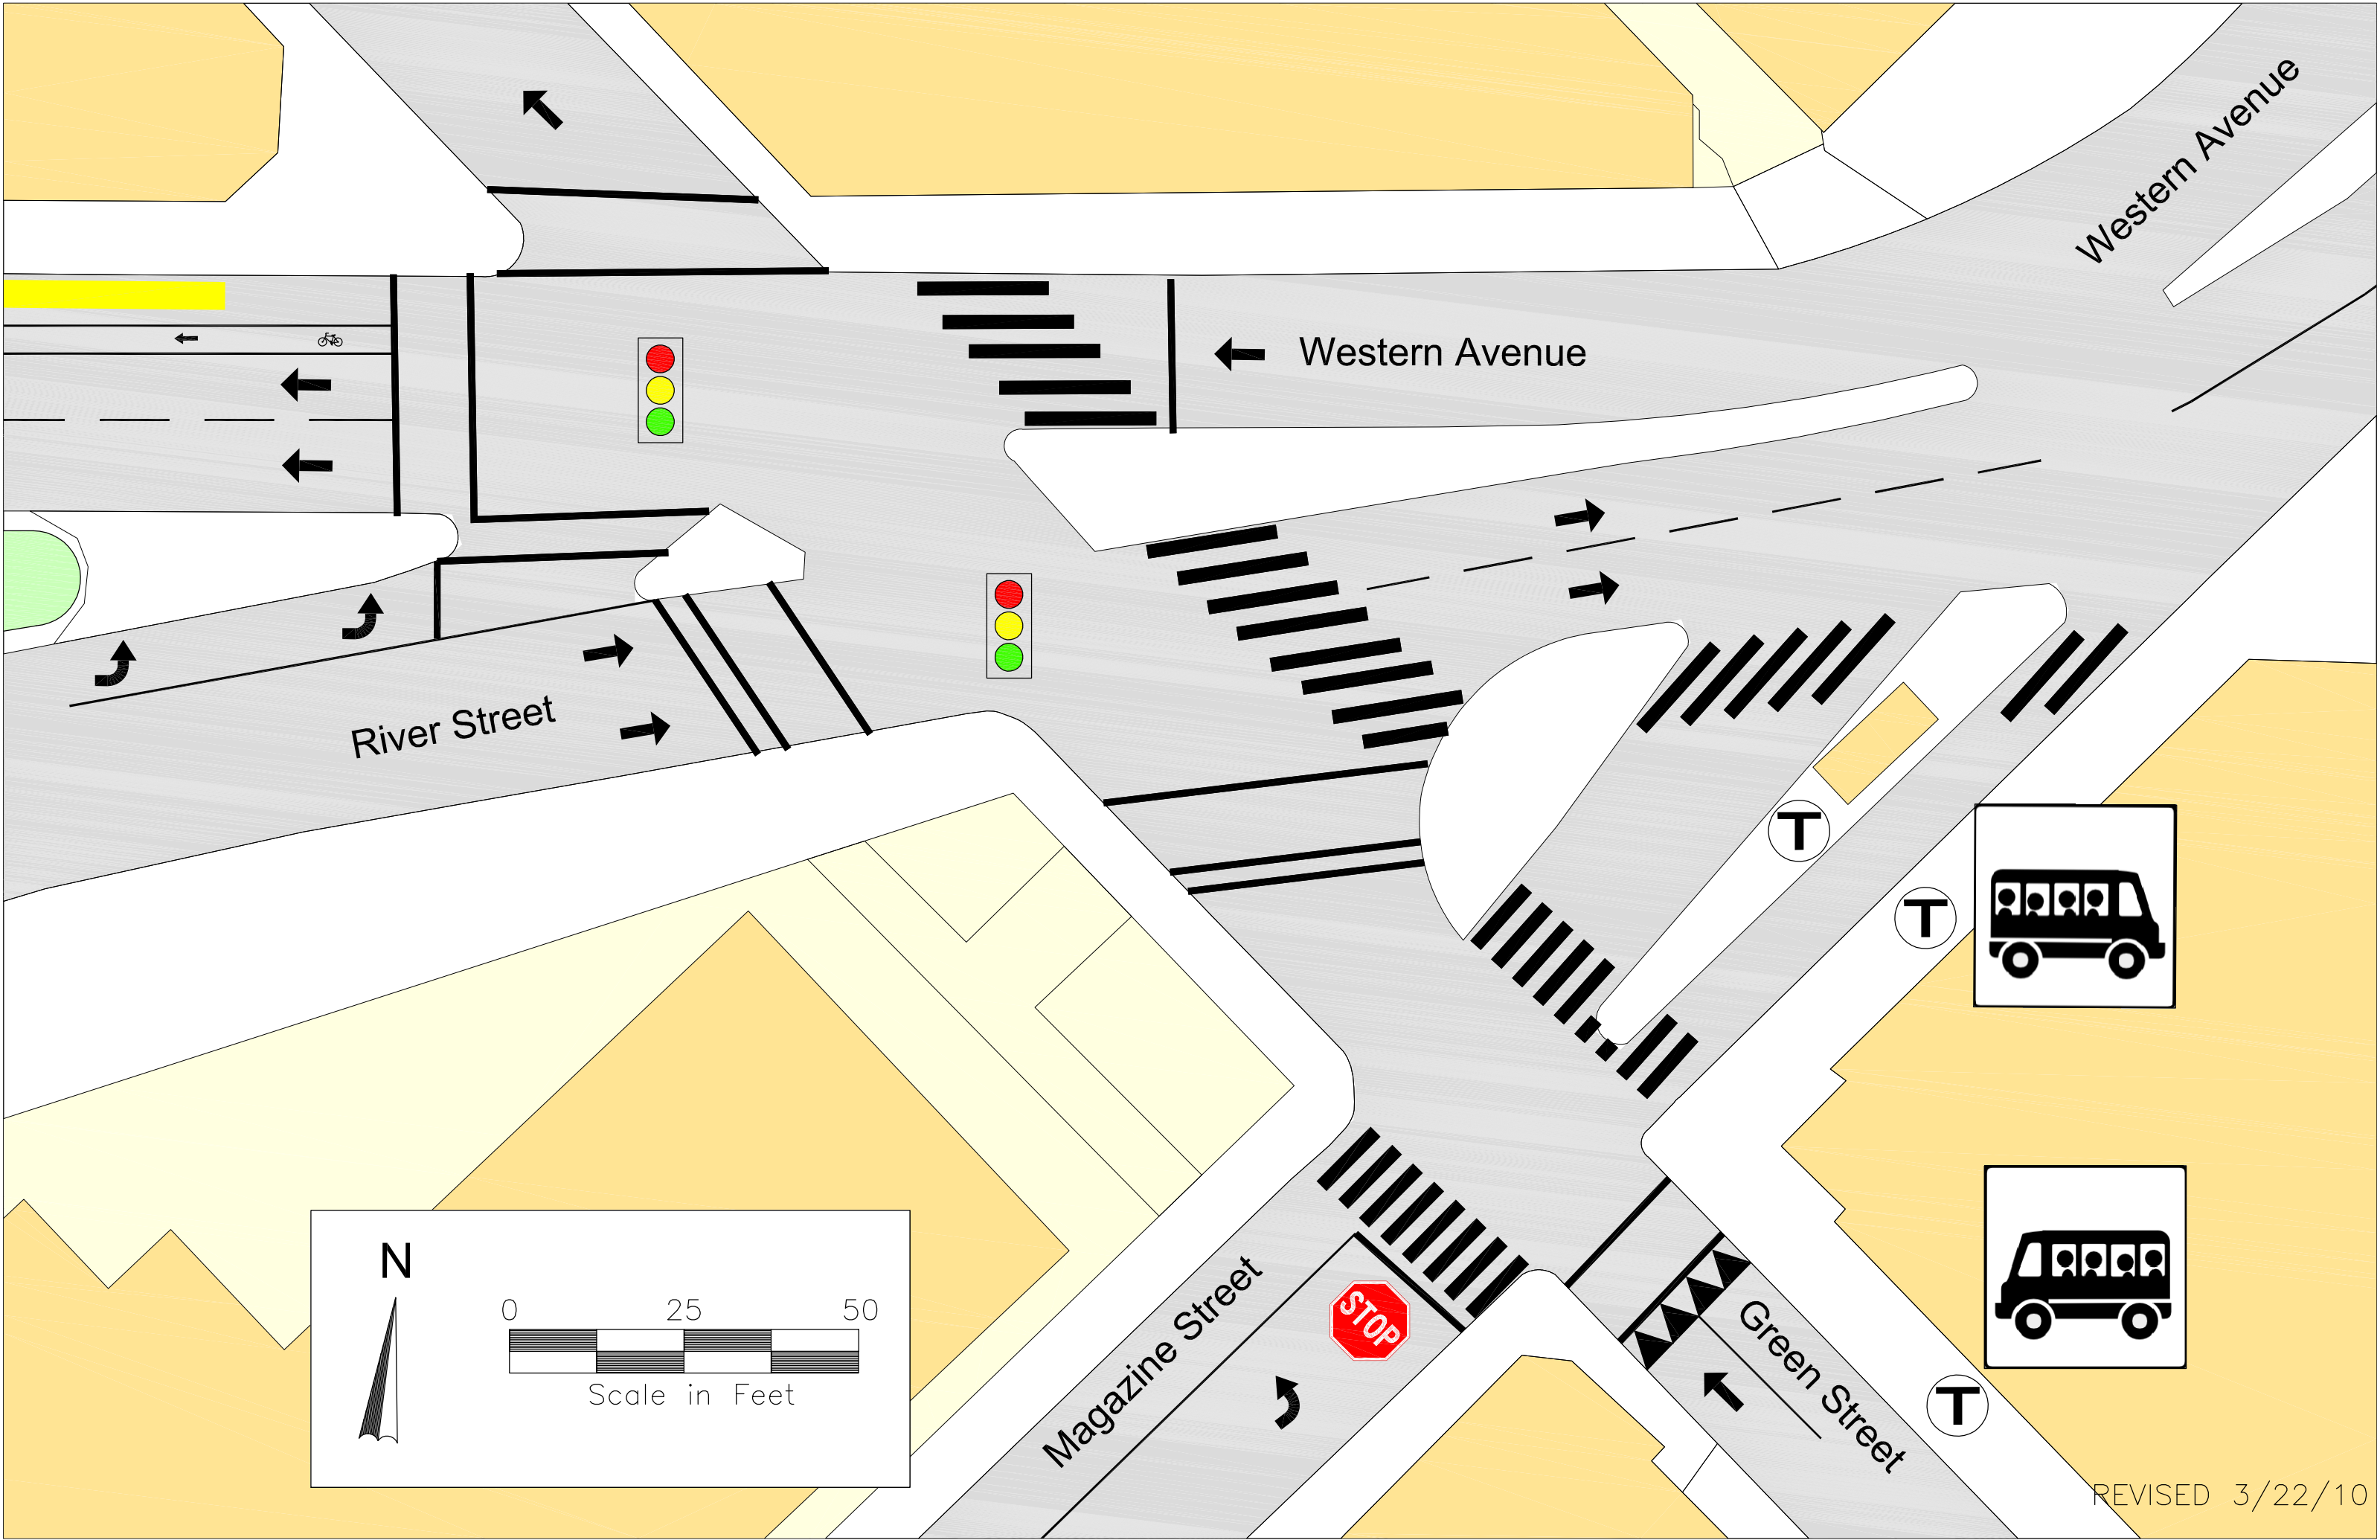 Western Avenue
Western Avenue
River Street
T
T
N
0 25 50
Scale in Feet
Magazine Street
STOP
Green Street
T
REVISED 3/22/10